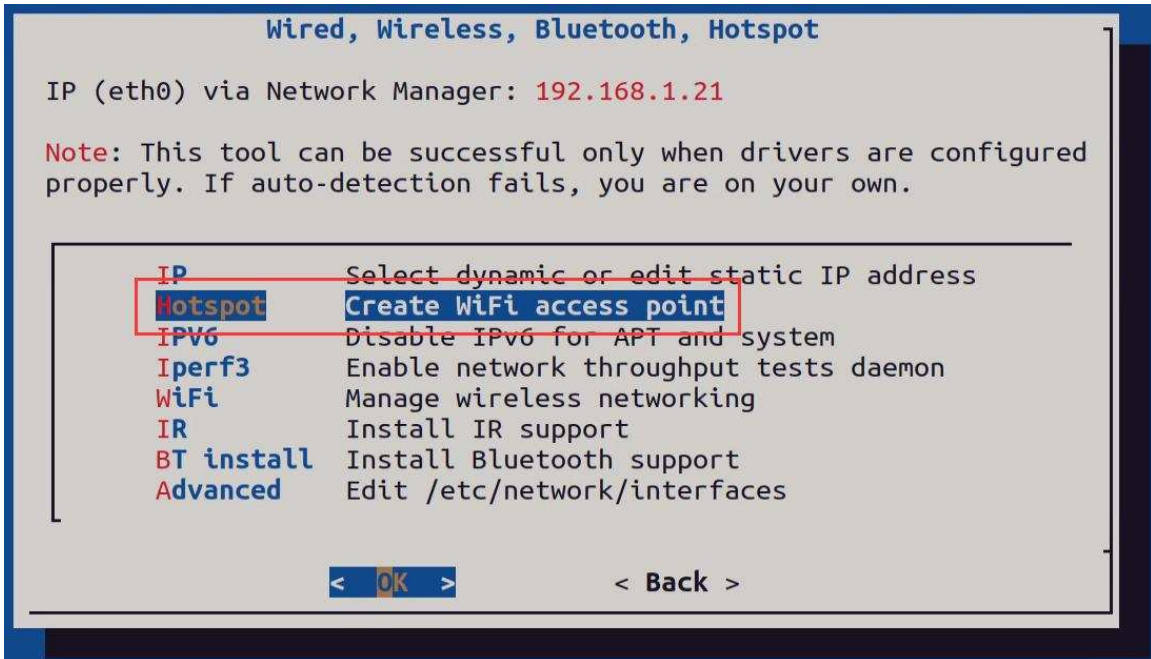 Wired, Wireless, Bluetooth, Hotspot
IP (eth0) via Network Manager: 192.168.1.21
Note: This tool can be successful only when drivers are configured
properly. If auto-detection fails, you are on your own.
IP Select dynamic or edit static IP address
Hotspot Create WiFi access point
IPV6 Disable IPv6 for APT and system
Iperf3 Enable network throughput tests daemon
WiFi Manage wireless networking
IR Install IR support
BT install Install Bluetooth support
Advanced Edit /etc/network/interfaces
< OK > < Back >